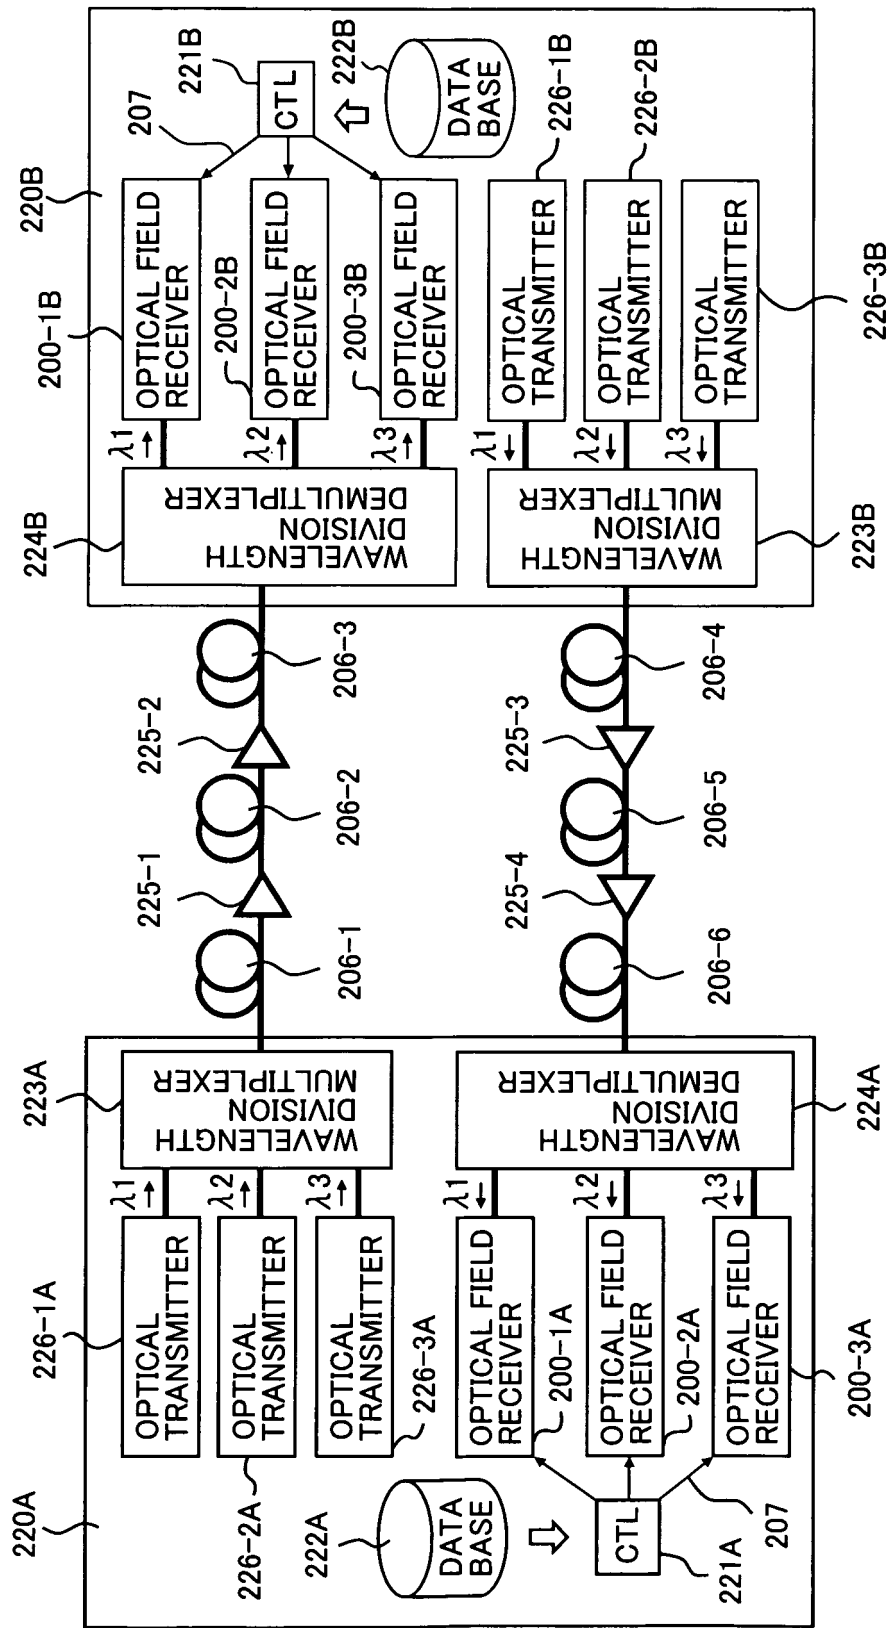 220A
226-1A
OPTICAL
TRANSMITTER
λ1
226-2A
OPTICAL
TRANSMITTER
λ2
OPTICAL
TRANSMITTER
λ3
226-3A
223A
WAVELENGTH
DIVISION
MULTIPLEXER
222A
DATA
BASE
CTL
221A
207
OPTICAL FIELD
RECEIVER
λ1
200-1A
OPTICAL FIELD
RECEIVER
λ2
200-2A
OPTICAL FIELD
RECEIVER
λ3
200-3A
WAVELENGTH
DIVISION
DEMULTIPLEXER
224A
206-1
225-1
206-2
225-2
206-3
206-6
225-4
206-5
225-3
206-4
220B
224B
WAVELENGTH
DIVISION
DEMULTIPLEXER
200-1B
λ1
OPTICAL FIELD
RECEIVER
200-2B
λ2
OPTICAL FIELD
RECEIVER
200-3B
λ3
OPTICAL FIELD
RECEIVER
207
CTL
221B
222B
DATA
BASE
WAVELENGTH
DIVISION
MULTIPLEXER
223B
λ1
OPTICAL
TRANSMITTER
226-1B
λ2
OPTICAL
TRANSMITTER
226-2B
λ3
OPTICAL
TRANSMITTER
226-3B